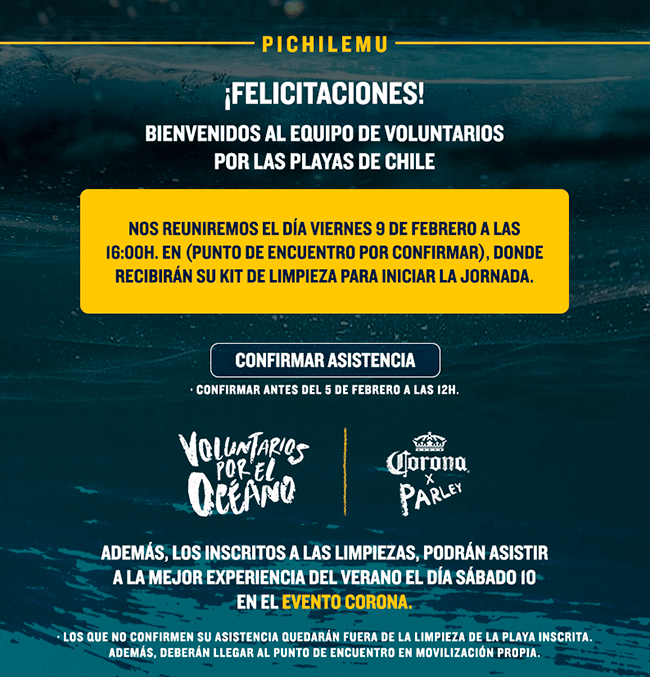 PICHILEMU
¡FELICITACIONES!
BIENVENIDOS AL EQUIPO DE VOLUNTARIOS
POR LAS PLAYAS DE CHILE
NOS REUNIREMOS EL DÍA VIERNES 9 DE FEBRERO A LAS
16:00H. EN (PUNTO DE ENCUENTRO POR CONFIRMAR), DONDE
RECIBIRÁN SU KIT DE LIMPIEZA PARA INICIAR LA JORNADA.
CONFIRMAR ASISTENCIA
· CONFIRMAR ANTES DEL 5 DE FEBRERO A LAS 12H.
VOLUNTARIOS
POR EL
OCÉANO
Corona
X
PARLEY
ADEMÁS, LOS INSCRITOS A LAS LIMPIEZAS, PODRÁN ASISTIR
A LA MEJOR EXPERIENCIA DEL VERANO EL DÍA SÁBADO 10
EN EL EVENTO CORONA.
· LOS QUE NO CONFIRMEN SU ASISTENCIA QUEDARÁN FUERA DE LA LIMPIEZA DE LA PLAYA INSCRITA.
ADEMÁS, DEBERÁN LLEGAR AL PUNTO DE ENCUENTRO EN MOVILIZACIÓN PROPIA.